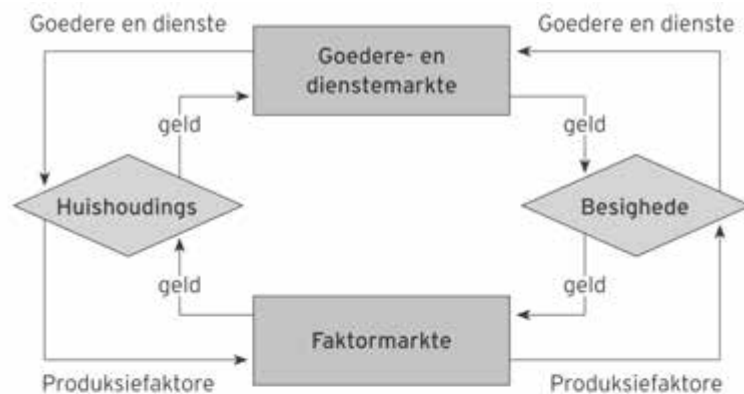 Goedere en dienste
Goedere en dienste
Goedere- en
dienstemarkte
geld
geld
Huishoudings
Besighede
geld
geld
Faktormarkte
Produksiefaktore
Produksiefaktore